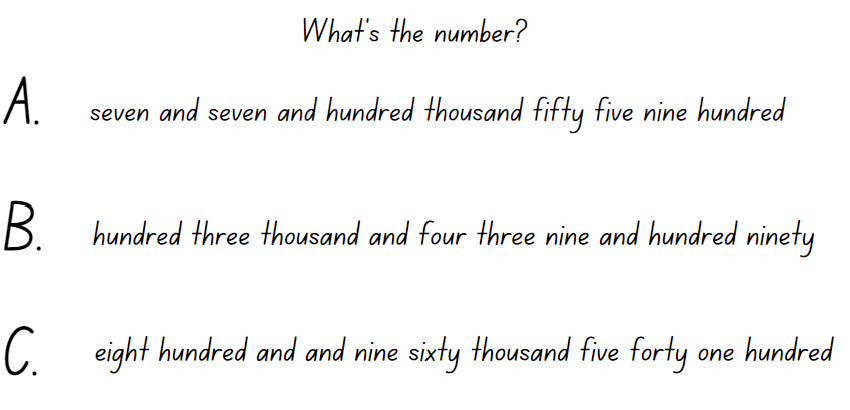 What's the number?
A. seven and seven and hundred thousand fifty five nine hundred
B. hundred three thousand and four three nine and hundred ninety
C. eight hundred and and nine sixty thousand five forty one hundred